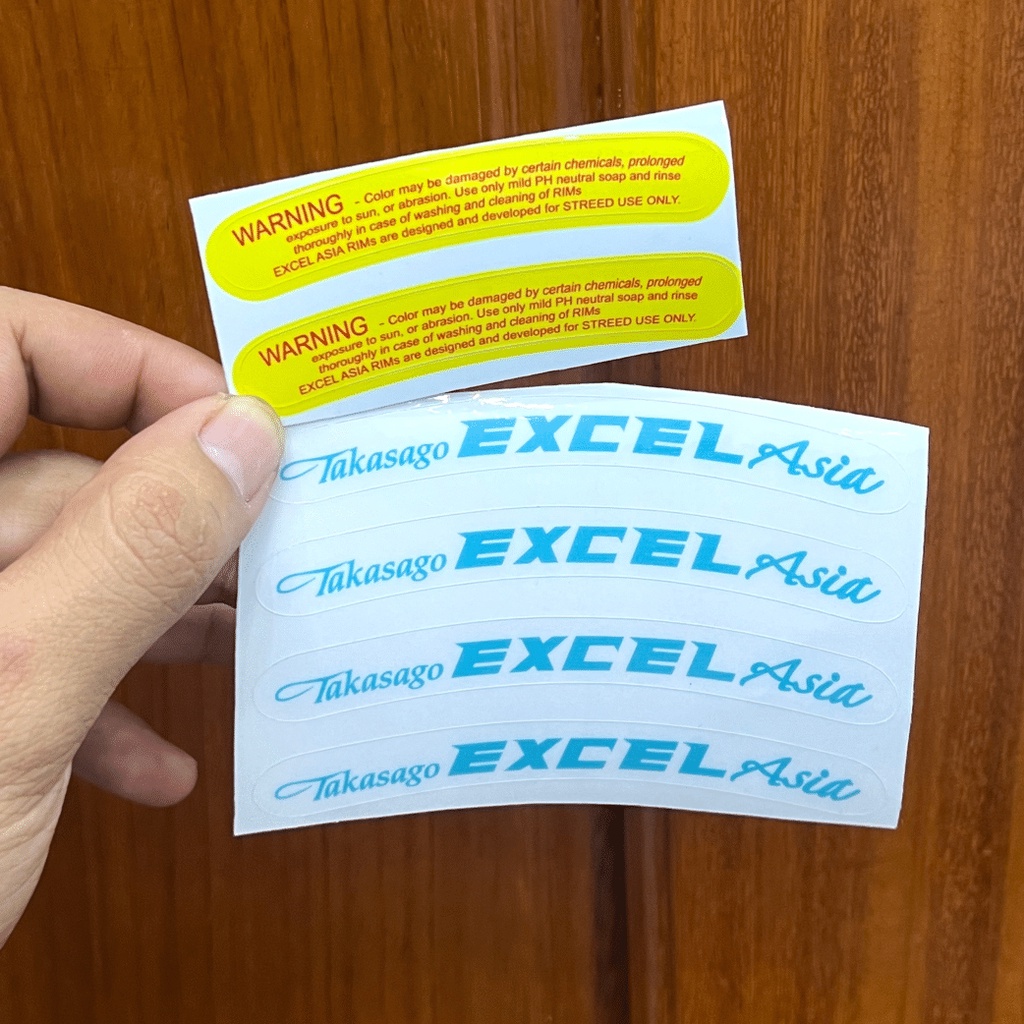 WARNING - Color may be damaged by certain chemicals, prolonged
exposure to sun, or abrasion. Use only mild PH neutral soap and rinse
thoroughly in case of washing and cleaning of RIMs
EXCEL ASIA RIMs are designed and developed for STREED USE ONLY.
WARNING - Color may be damaged by certain chemicals, prolonged
exposure to sun, or abrasion. Use only mild PH neutral soap and rinse
thoroughly in case of washing and cleaning of RIMs
EXCEL ASIA RIMs are designed and developed for STREED USE ONLY.
Takasago EXCEL Asia
Takasago EXCEL Asia
Takasago EXCEL Asia
Takasago EXCEL Asia